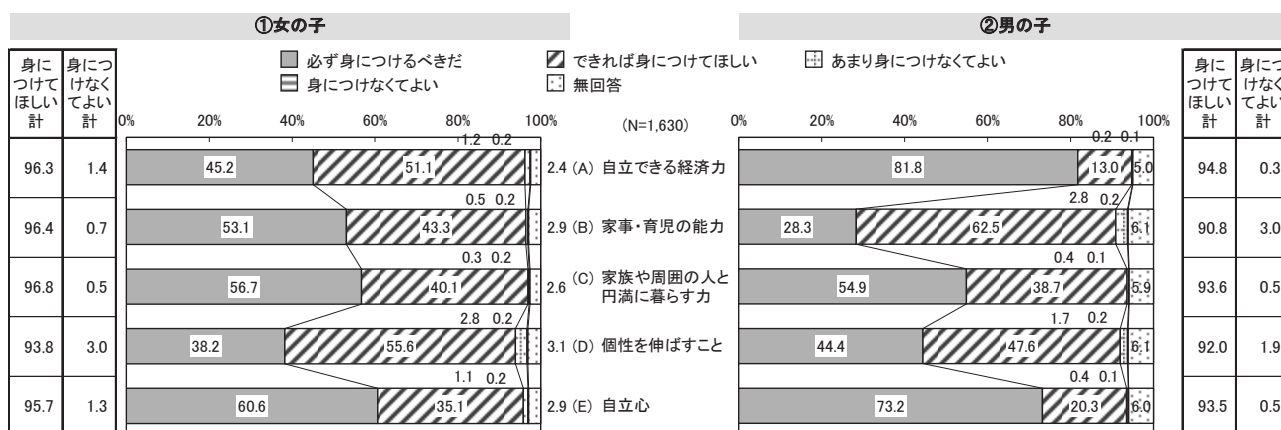 ①女の子
②男の子
必ず身につけるべきだ
できれば身につけてほしい
あまり身につけなくてよい
身につけなくてよい
無回答
身に
つけて
ほしい
計
身につ
けなく
てよい
計
身に
つけて
ほしい
計
身につ
けなく
てよい
計
0% 20% 40% 60% 80% 100%
(N=1,630)
0% 20% 40% 60% 80% 100%
1.2 0.2
0.2 0.1
96.3 1.4 45.2 51.1 2.4 (A) 自立できる経済力 81.8 13.0 5.0 94.8 0.3
0.5 0.2
2.8 0.2
96.4 0.7 53.1 43.3 2.9 (B) 家事・育児の能力 28.3 62.5 6.1 90.8 3.0
0.3 0.2
0.4 0.1
96.8 0.5 56.7 40.1 2.6 (C) 家族や周囲の人と
円満に暮らす力
54.9 38.7 5.9 93.6 0.5
2.8 0.2
1.7 0.2
93.8 3.0 38.2 55.6 3.1 (D) 個性を伸ばすこと 44.4 47.6 6.1 92.0 1.9
1.1 0.2
0.4 0.1
95.7 1.3 60.6 35.1 2.9 (E) 自立心 73.2 20.3 6.0 93.5 0.5